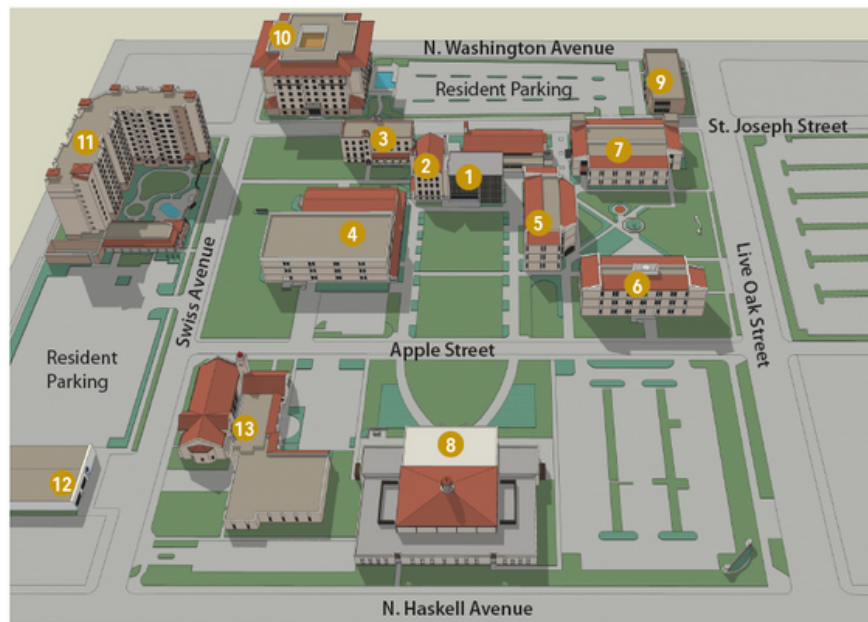 10
N. Washington Avenue
9
Resident Parking
St. Joseph Street
11
3
2
1
7
5
4
6
Swiss Avenue
Live Oak Street
Apple Street
Resident
Parking
13
8
12
N. Haskell Avenue